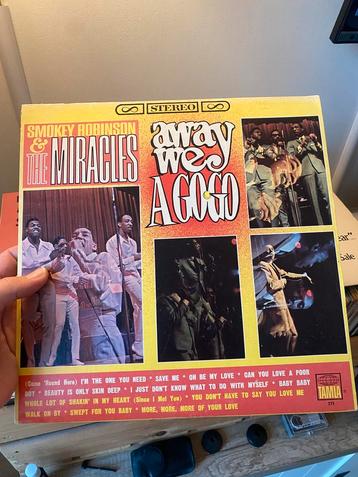 STEREO
SMOKEY ROBINSON
& THE MIRACLES
away
we
A GO-GO
(Come 'Round Here) I'M THE ONE YOU NEED * SAVE ME * OH BE MY LOVE * CAN YOU LOVE A POOR
BOY * BEAUTY IS ONLY SKIN DEEP * I JUST DON'T KNOW WHAT TO DO WITH MYSELF * BABY BABY
WHOLE LOT OF SHAKIN' IN MY HEART (Since I Met You) * YOU DON'T HAVE TO SAY YOU LOVE ME
WALK ON BY * SWEPT FOR YOU BABY * MORE, MORE, MORE OF YOUR LOVE
TAMLA
271